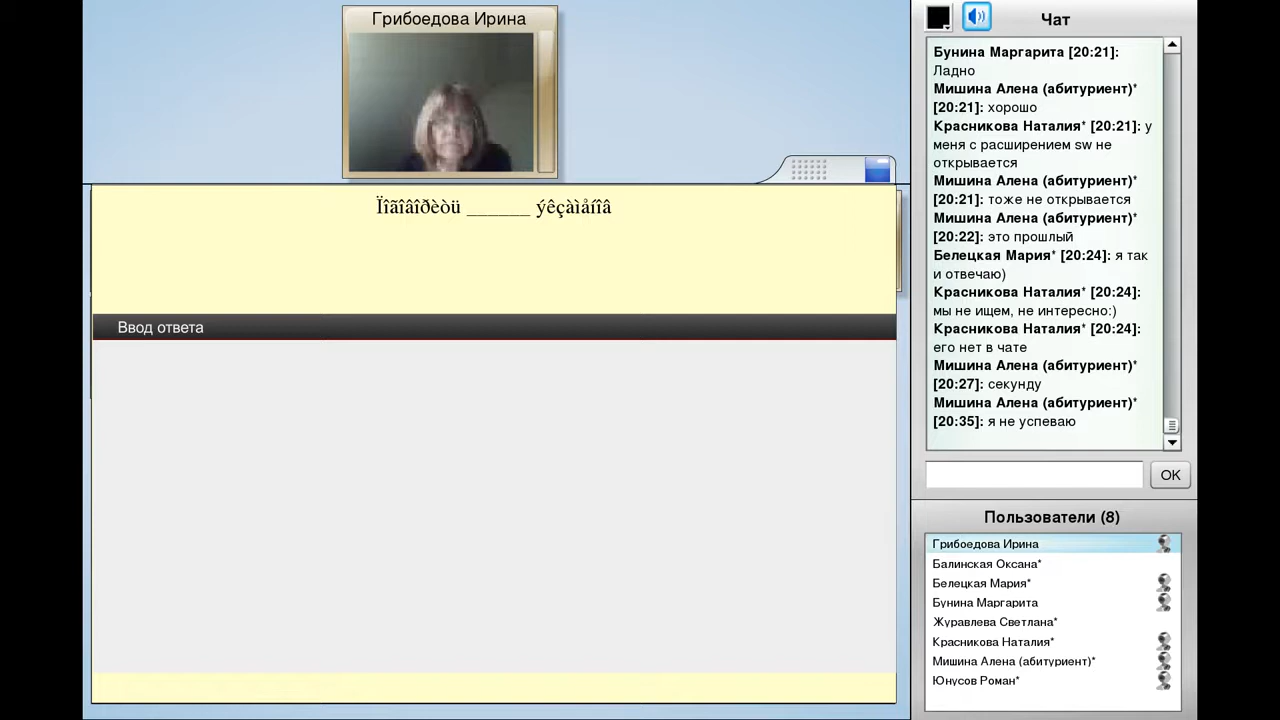 Грибоедова Ирина
Ïîãîâîðèòü ______ ýêçàìåíîâ
Ввод ответа
Чат
Бунина Маргарита [20:21]:
Ладно
Мишина Алена (абитуриент)*
[20:21]: хорошо
Красникова Наталия* [20:21]: у
меня с расширением sw не
открывается
Мишина Алена (абитуриент)*
[20:21]: тоже не открывается
Мишина Алена (абитуриент)*
[20:22]: это прошлый
Белецкая Мария* [20:24]: я так
и отвечаю)
Красникова Наталия* [20:24]:
мы не ищем, не интересно:)
Красникова Наталия* [20:24]:
его нет в чате
Мишина Алена (абитуриент)*
[20:27]: секунду
Мишина Алена (абитуриент)*
[20:35]: я не успеваю
OK
Пользователи (8)
Грибоедова Ирина
Балинская Оксана*
Белецкая Мария*
Бунина Маргарита
Журавлева Светлана*
Красникова Наталия*
Мишина Алена (абитуриент)*
Юнусов Роман*